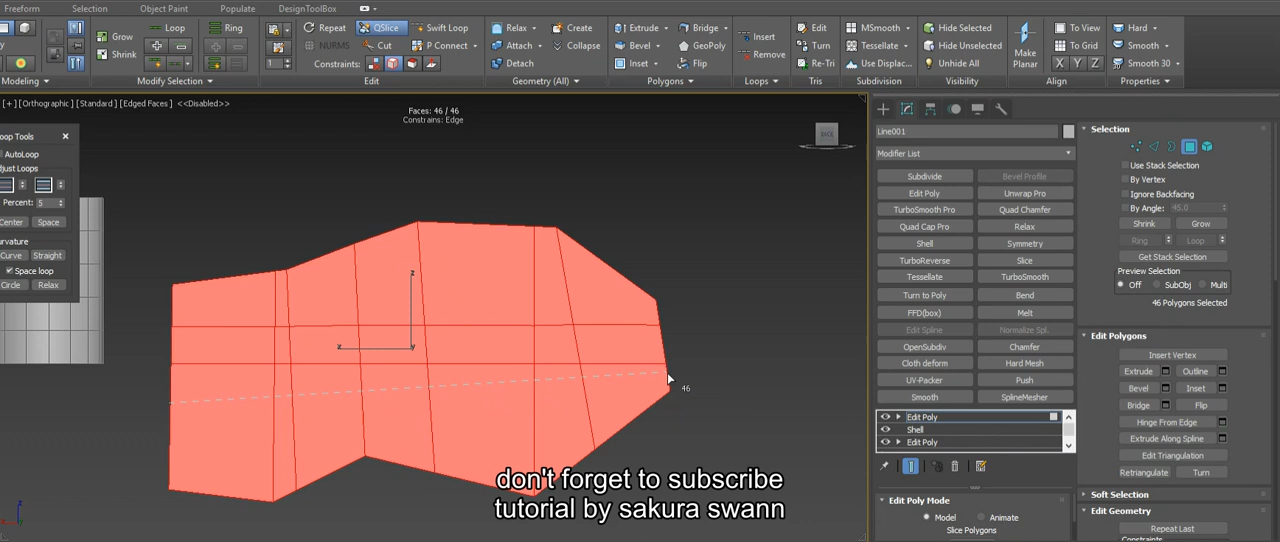 Freeform Selection Object Paint Populate DesignToolBox
Grow Shrink
Loop Ring
Repeat QSlice Swift Loop
NURMS Cut P Connect
Constraints:
Relax Create
Attach Collapse
Detach
Extrude Bridge
Bevel GeoPoly
Inset Flip
Insert
Remove
Edit
Turn
Re-Tri
MSmooth
Tessellate
Use Displac...
Hide Selected
Hide Unselected
Unhide All
Make Planar
To View
To Grid
X Y Z
Hard
Smooth
Smooth 30
Modeling Modify Selection Edit Geometry (All) Polygons Loops Tris Subdivision Visibility Align Properties
[+] [Orthographic] [Standard] [Edged Faces] <<Disabled>>
Faces: 46 / 46
Constrains: Edge
oop Tools
AutoLoop
djust Loops
Percent: 5
Center Space
urvature
Curve Straight
Space loop
Circle Relax
z
x
y
46
don't forget to subscribe
tutorial by sakura swann
Line001
Modifier List
Subdivide Bevel Profile
Edit Poly Unwrap Pro
TurboSmooth Pro Quad Chamfer
Quad Cap Pro Relax
Shell Symmetry
TurboReverse Slice
Tessellate TurboSmooth
Turn to Poly Bend
FFD(box) Melt
Edit Spline Normalize Spl.
OpenSubdiv Chamfer
Cloth deform Hard Mesh
UV-Packer Push
Smooth SplineMesher
Edit Poly
Shell
Edit Poly
Edit Poly Mode
Model Animate
Slice Polygons
Selection
Use Stack Selection
By Vertex
Ignore Backfacing
By Angle: 45.0
Shrink Grow
Ring Loop
Get Stack Selection
Preview Selection
Off SubObj Multi
46 Polygons Selected
Edit Polygons
Insert Vertex
Extrude Outline
Bevel Inset
Bridge Flip
Hinge From Edge
Extrude Along Spline
Edit Triangulation
Retriangulate Turn
Soft Selection
Edit Geometry
Repeat Last
Constraints